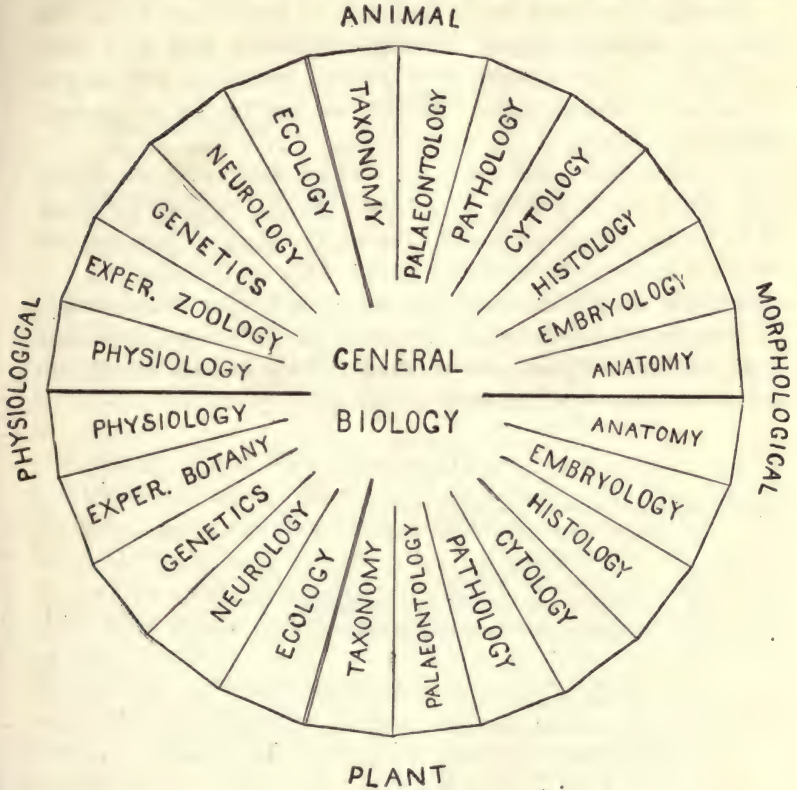 ANIMAL
PHYSIOLOGY
EXPER. ZOOLOGY
GENETICS
NEUROLOGY
ECOLOGY
TAXONOMY
PALAEONTOLOGY
PATHOLOGY
CYTOLOGY
HISTOLOGY
EMBRYOLOGY
ANATOMY
PHYSIOLOGICAL
GENERAL
BIOLOGY
MORPHOLOGICAL
PHYSIOLOGY
EXPER. BOTANY
GENETICS
NEUROLOGY
ECOLOGY
TAXONOMY
PALAEONTOLOGY
PATHOLOGY
CYTOLOGY
HISTOLOGY
EMBRYOLOGY
ANATOMY
PLANT